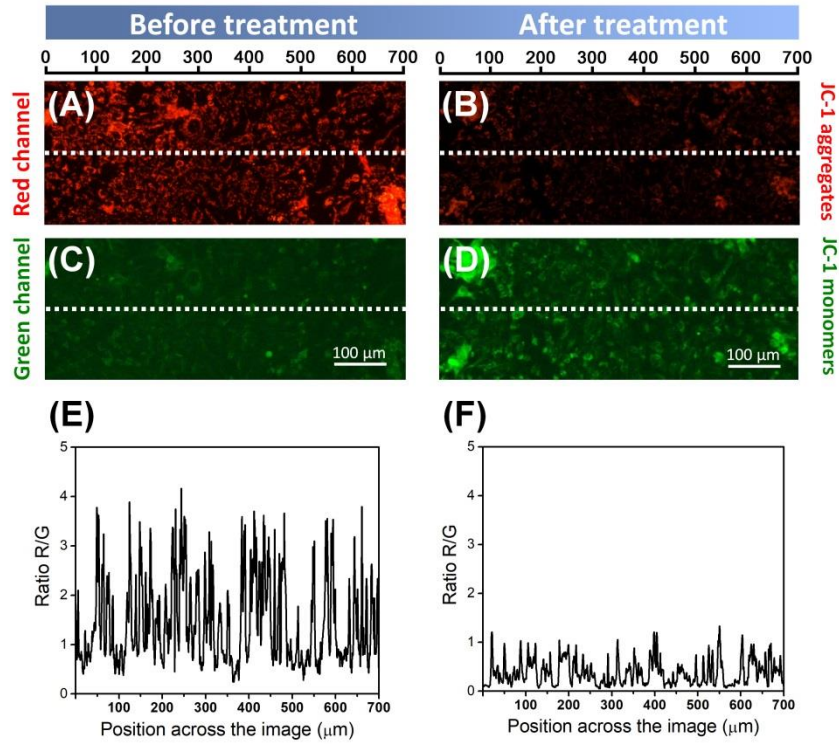 Before treatment After treatment
0 100 200 300 400 500 600 700 0 100 200 300 400 500 600 700
(A) (B)
Red channel
JC-1 aggregates
(C) (D)
Green channel
JC-1 monomers
100 μm 100 μm
(E) (F)
5
4
3
2
1
0
Ratio R/G
0 100 200 300 400 500 600 700
Position across the image (μm)
5
4
3
2
1
0
Ratio R/G
0 100 200 300 400 500 600 700
Position across the image (μm)